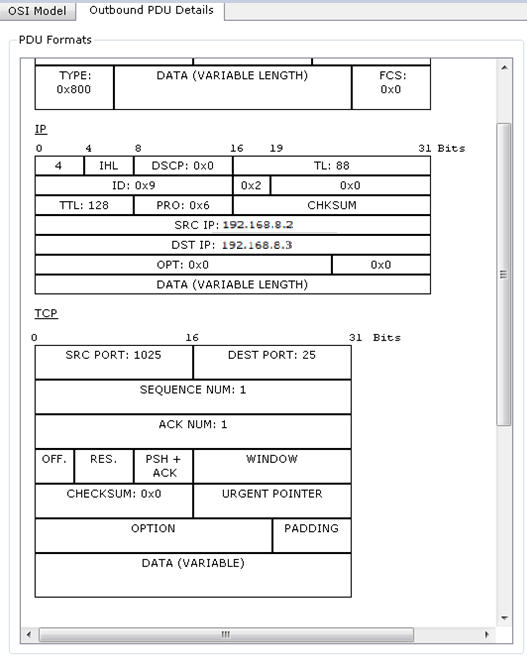 OSI Model Outbound PDU Details
PDU Formats
TYPE: 0x800 DATA (VARIABLE LENGTH) FCS: 0x0
IP
0 4 8 16 19 31 Bits
4 IHL DSCP: 0x0 TL: 88
ID: 0x9 0x2 0x0
TTL: 128 PRO: 0x6 CHKSUM
SRC IP: 192.168.8.2
DST IP: 192.168.8.3
OPT: 0x0 0x0
DATA (VARIABLE LENGTH)
TCP
0 16 31 Bits
SRC PORT: 1025 DEST PORT: 25
SEQUENCE NUM: 1
ACK NUM: 1
OFF. RES. PSH + ACK WINDOW
CHECKSUM: 0x0 URGENT POINTER
OPTION PADDING
DATA (VARIABLE)